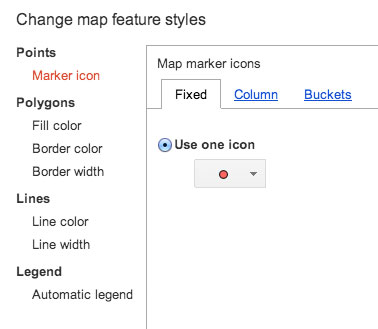 Change map feature styles
Points
Marker icon
Polygons
Fill color
Border color
Border width
Lines
Line color
Line width
Legend
Automatic legend
Map marker icons
Fixed Column Buckets
Use one icon